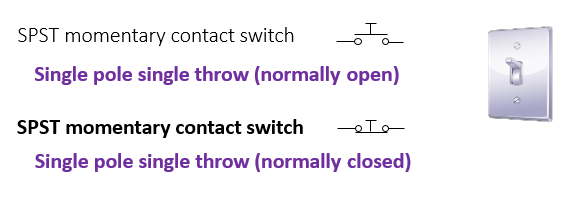 SPST momentary contact switch
Single pole single throw (normally open)
SPST momentary contact switch
Single pole single throw (normally closed)